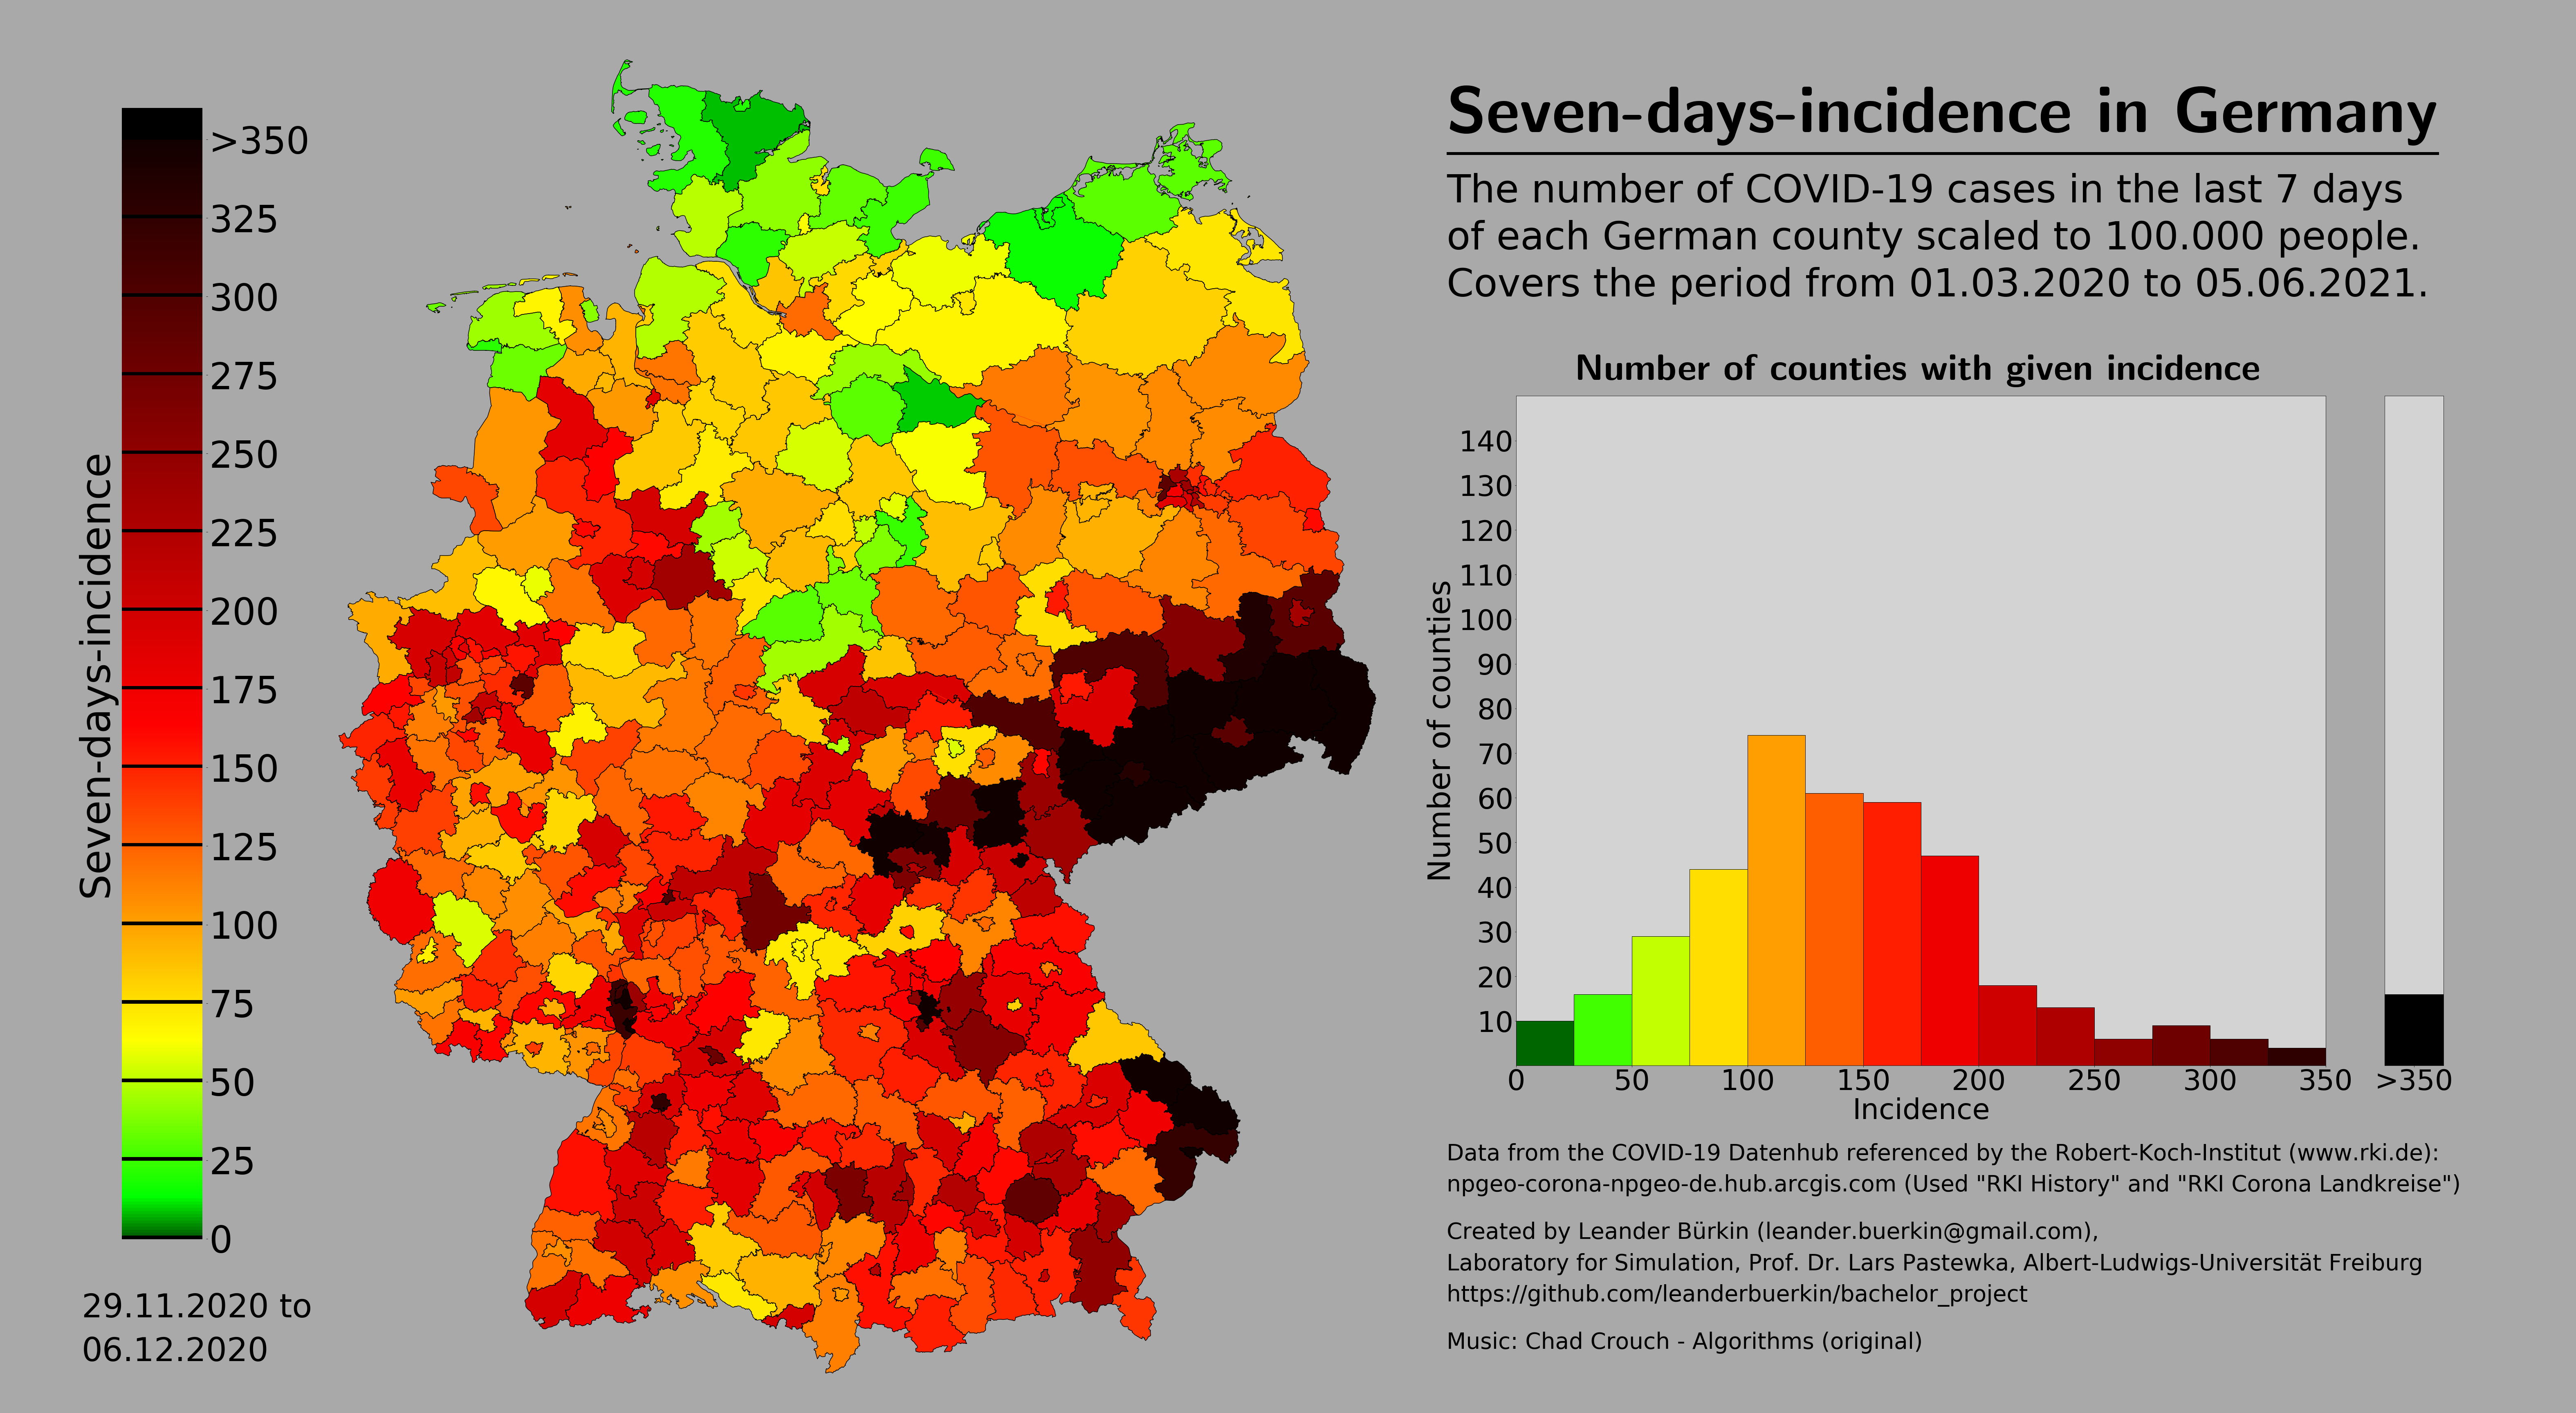 Seven-days-incidence in Germany
The number of COVID-19 cases in the last 7 days
of each German county scaled to 100.000 people.
Covers the period from 01.03.2020 to 05.06.2021.
Seven-days-incidence
>350
325
300
275
250
225
200
175
150
125
100
75
50
25
0
29.11.2020 to
06.12.2020
Number of counties with given incidence
Number of counties
140
130
120
110
100
90
80
70
60
50
40
30
20
10
0 50 100 150 200 250 300 350 >350
Incidence
Data from the COVID-19 Datenhub referenced by the Robert-Koch-Institut (www.rki.de):
npgeo-corona-npgeo-de.hub.arcgis.com (Used "RKI History" and "RKI Corona Landkreise")
Created by Leander Bürkin (leander.buerkin@gmail.com),
Laboratory for Simulation, Prof. Dr. Lars Pastewka, Albert-Ludwigs-Universität Freiburg
https://github.com/leanderbuerkin/bachelor_project
Music: Chad Crouch - Algorithms (original)